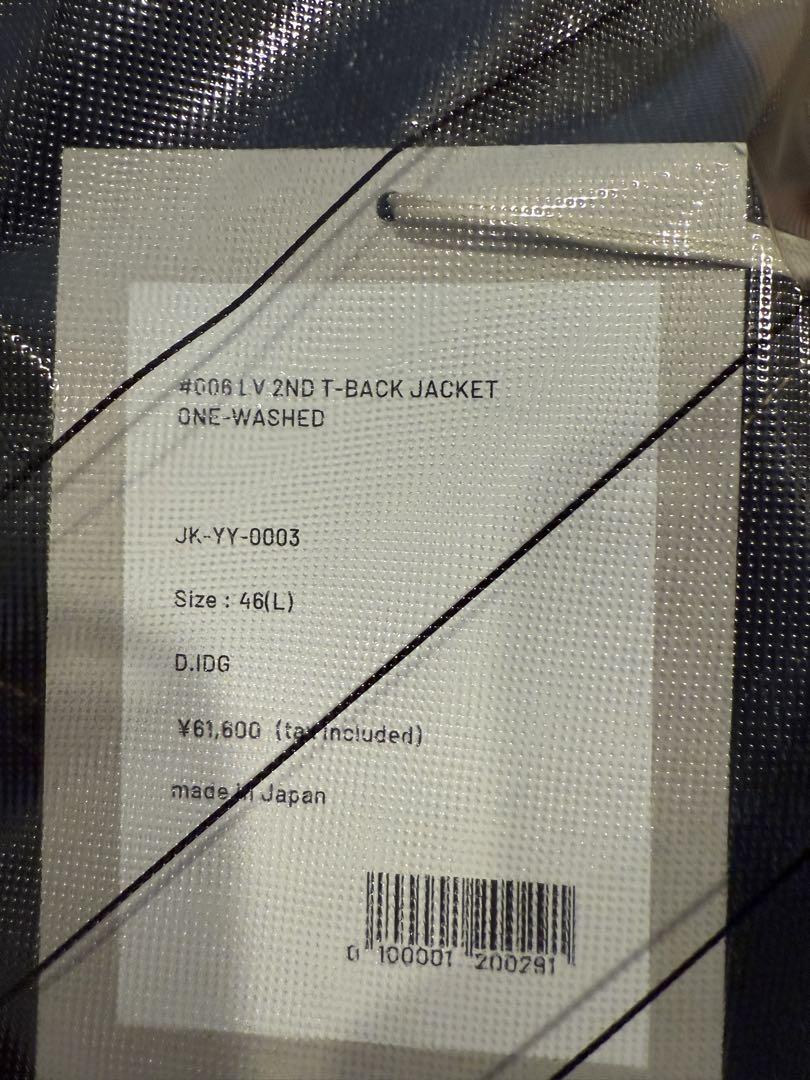 #006 LV 2ND T-BACK JACKET
ONE-WASHED
JK-YY-0003
Size : 46(L)
D.IDG
¥61,600 (tax included)
made in Japan
0 100001 200291